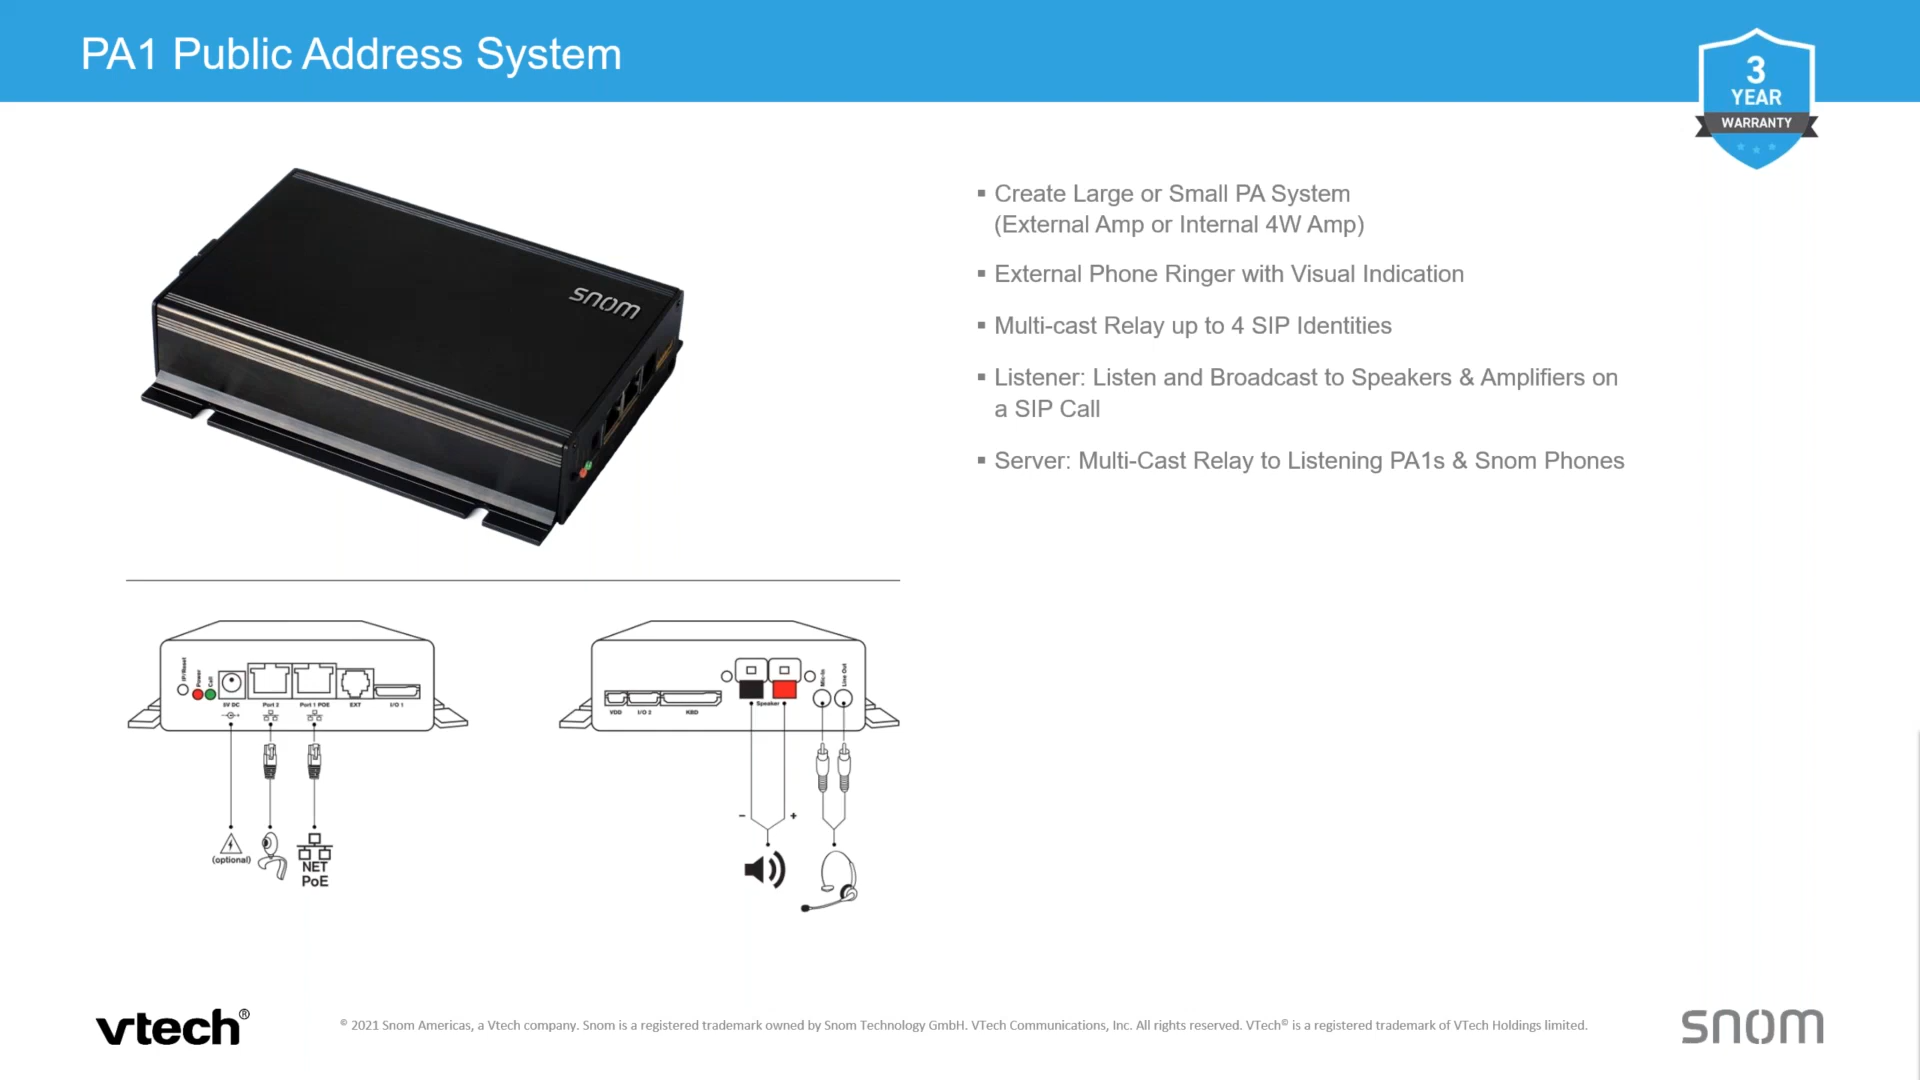 PA1 Public Address System
3
YEAR
WARRANTY
snom
▪ Create Large or Small PA System
(External Amp or Internal 4W Amp)
▪ External Phone Ringer with Visual Indication
▪ Multi-cast Relay up to 4 SIP Identities
▪ Listener: Listen and Broadcast to Speakers & Amplifiers on
a SIP Call
▪ Server: Multi-Cast Relay to Listening PA1s & Snom Phones
IP/Reset
Power
Call
5V DC
Port 2
Port 1 POE
EXT
I/O 1
(optional)
NET
PoE
VDD
I/O 2
KBD
Speaker
Mic-In
Line Out
- +
vtech®
© 2021 Snom Americas, a Vtech company. Snom is a registered trademark owned by Snom Technology GmbH. VTech Communications, Inc. All rights reserved. VTech® is a registered trademark of VTech Holdings limited.
snom